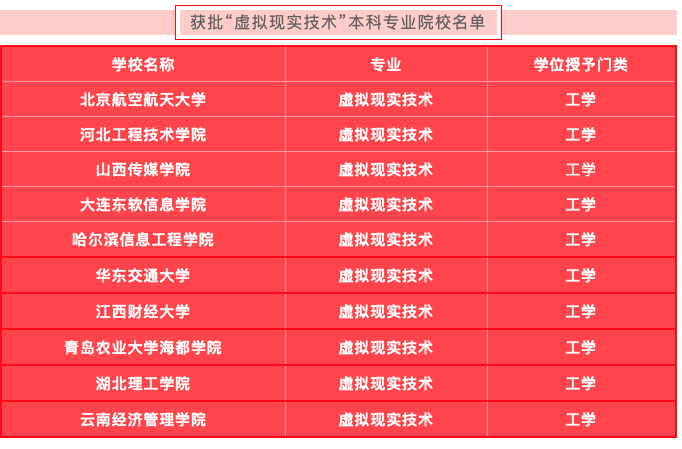 获批“虚拟现实技术”本科专业院校名单
学校名称 专业 学位授予门类
北京航空航天大学 虚拟现实技术 工学
河北工程技术学院 虚拟现实技术 工学
山西传媒学院 虚拟现实技术 工学
大连东软信息学院 虚拟现实技术 工学
哈尔滨信息工程学院 虚拟现实技术 工学
华东交通大学 虚拟现实技术 工学
江西财经大学 虚拟现实技术 工学
青岛农业大学海都学院 虚拟现实技术 工学
湖北理工学院 虚拟现实技术 工学
云南经济管理学院 虚拟现实技术 工学